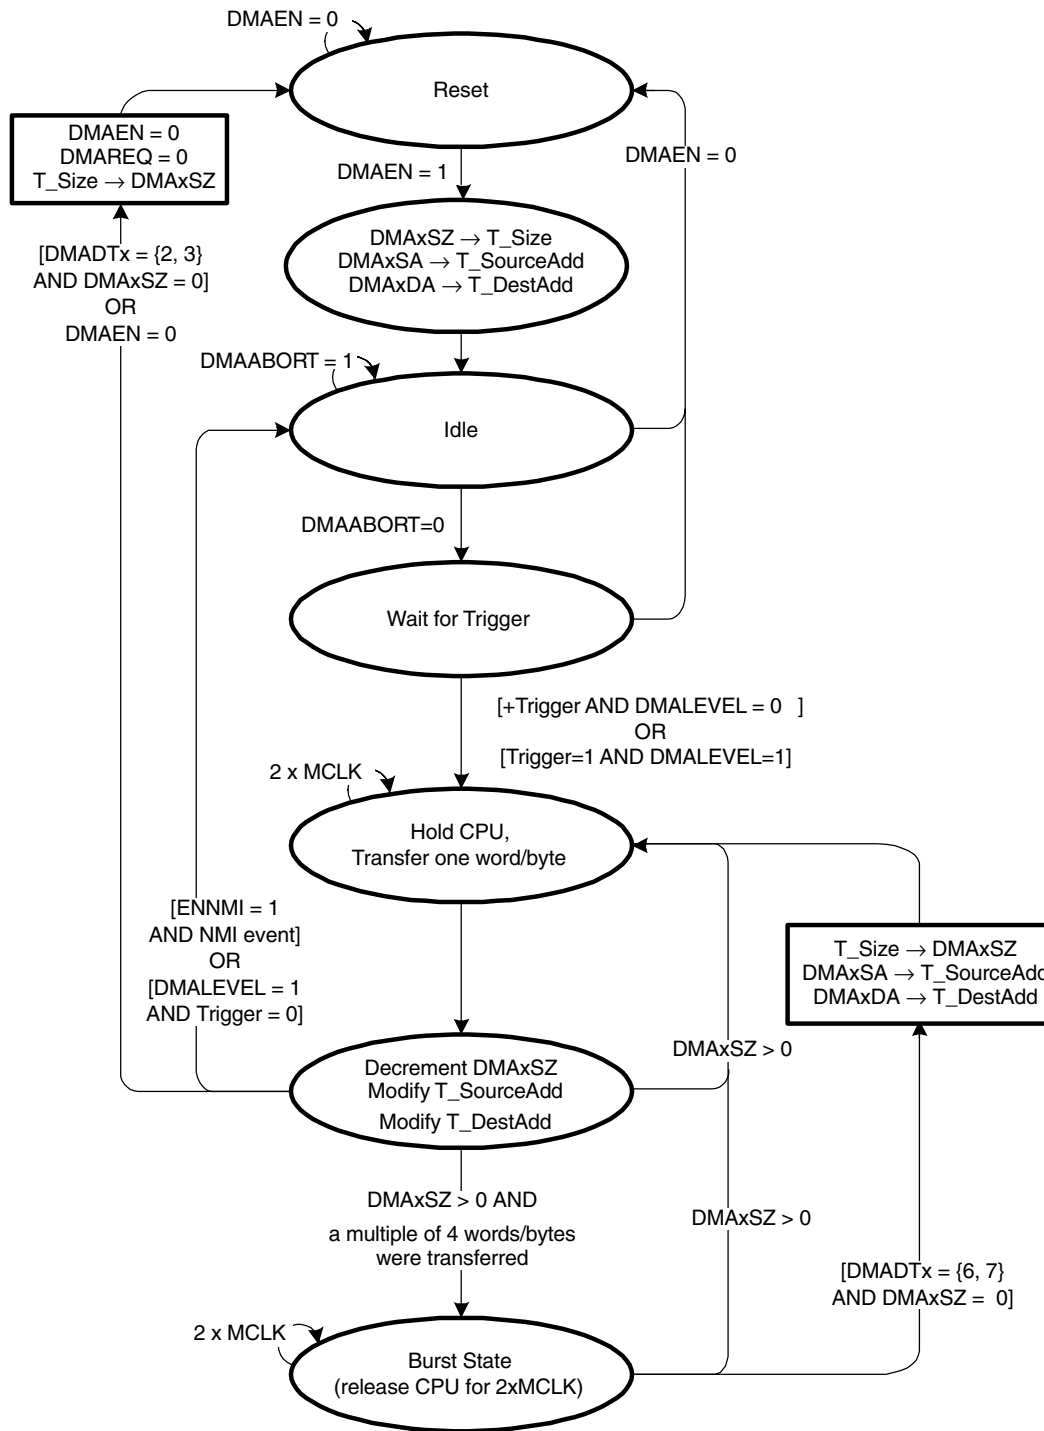 DMAEN = 0
Reset
DMAEN = 0
DMAREQ = 0
T_Size → DMAxSZ
DMAEN = 0
DMAEN = 1
[DMADTx = {2, 3}
AND DMAxSZ = 0]
OR
DMAEN = 0
DMAxSZ → T_Size
DMAxSA → T_SourceAdd
DMAxDA → T_DestAdd
DMAABORT = 1
Idle
DMAABORT=0
Wait for Trigger
[+Trigger AND DMALEVEL = 0 ]
OR
[Trigger=1 AND DMALEVEL=1]
2 x MCLK
Hold CPU,
Transfer one word/byte
[ENNMI = 1
AND NMI event]
OR
[DMALEVEL = 1
AND Trigger = 0]
T_Size → DMAxSZ
DMAxSA → T_SourceAdd
DMAxDA → T_DestAdd
DMAxSZ > 0
Decrement DMAxSZ
Modify T_SourceAdd
Modify T_DestAdd
DMAxSZ > 0 AND
a multiple of 4 words/bytes
were transferred
DMAxSZ > 0
[DMADTx = {6, 7}
AND DMAxSZ = 0]
2 x MCLK
Burst State
(release CPU for 2xMCLK)